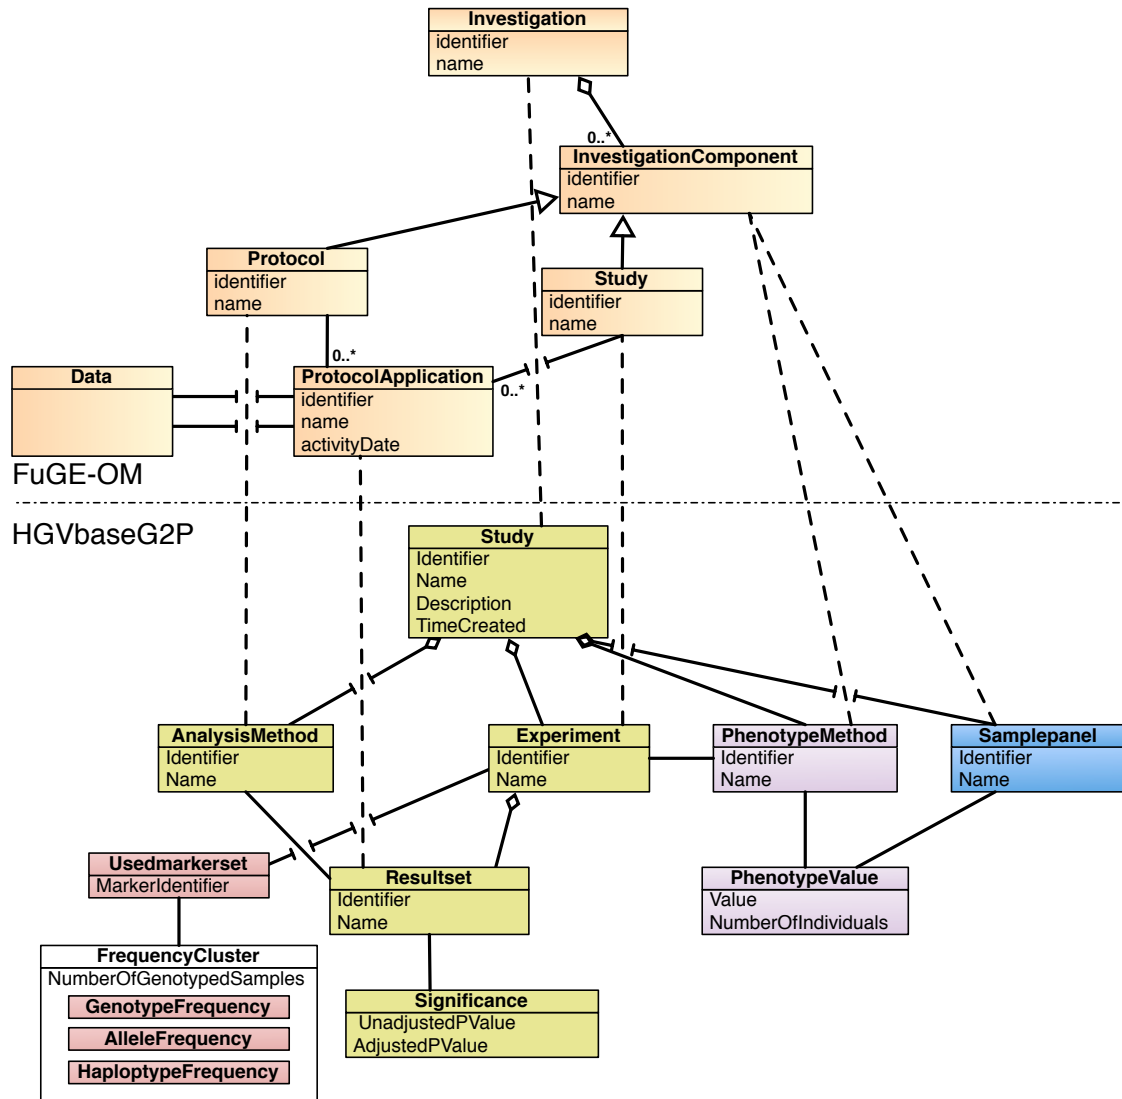 Investigation
identifier
name
0..*
InvestigationComponent
identifier
name
Protocol
identifier
name
Study
identifier
name
0..*
0..*
Data
ProtocolApplication
identifier
name
activityDate
FuGE-OM
HGVbaseG2P
Study
Identifier
Name
Description
TimeCreated
AnalysisMethod
Identifier
Name
Experiment
Identifier
Name
PhenotypeMethod
Identifier
Name
Samplepanel
Identifier
Name
Usedmarkerset
MarkerIdentifier
Resultset
Identifier
Name
PhenotypeValue
Value
NumberOfIndividuals
FrequencyCluster
NumberOfGenotypedSamples
GenotypeFrequency
AlleleFrequency
HaploptypeFrequency
Significance
UnadjustedPValue
AdjustedPValue